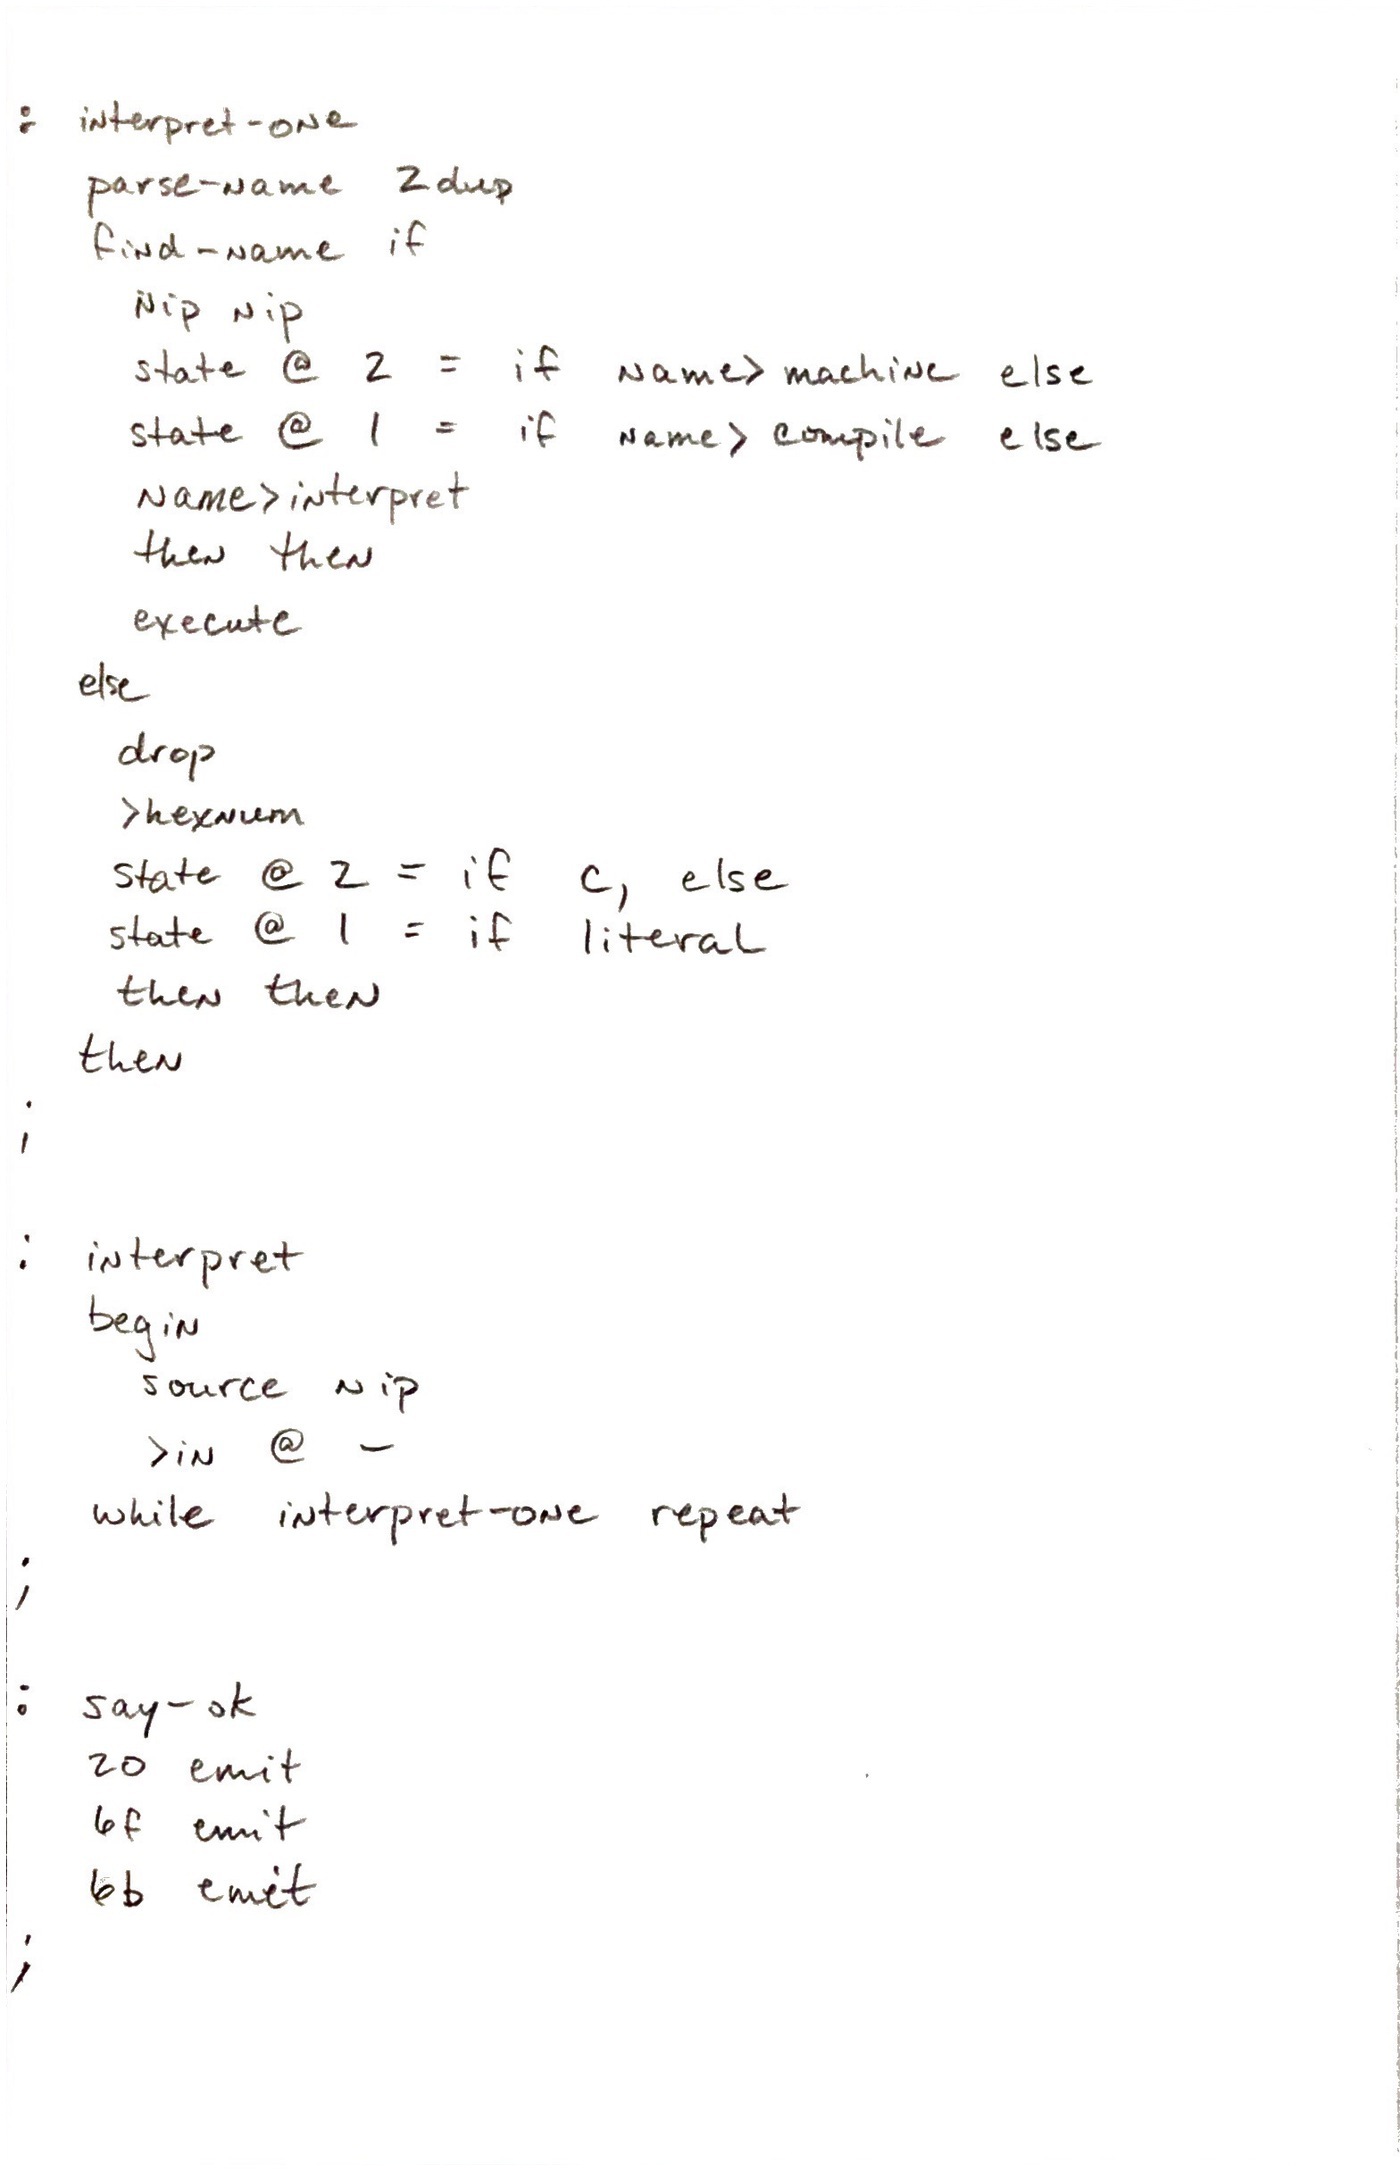 : interpret-one
parse-name 2dup
find-name if
nip nip
state @ 2 = if name>machine else
state @ 1 = if name>compile else
name>interpret
then then
execute
else
drop
>hexnum
state @ 2 = if c, else
state @ 1 = if literal
then then
then
;
: interpret
begin
source nip
>in @ -
while interpret-one repeat
;
: say-ok
20 emit
6f emit
6b emit
;